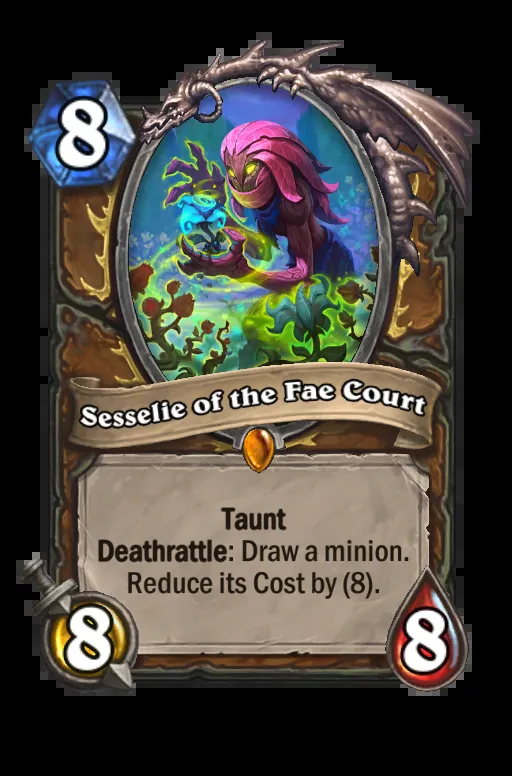 8
Sesselie of the Fae Court
Taunt
Deathrattle: Draw a minion.
Reduce its Cost by (8).
8
8